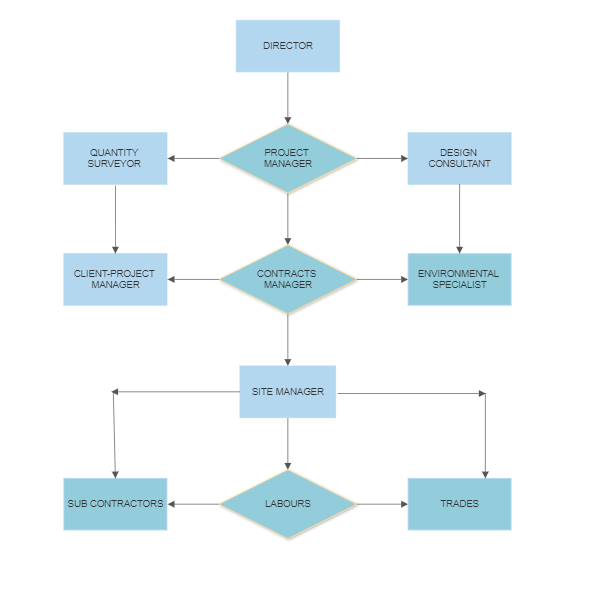 DIRECTOR
QUANTITY
SURVEYOR
PROJECT
MANAGER
DESIGN
CONSULTANT
CLIENT-PROJECT
MANAGER
CONTRACTS
MANAGER
ENVIRONMENTAL
SPECIALIST
SITE MANAGER
SUB CONTRACTORS
LABOURS
TRADES